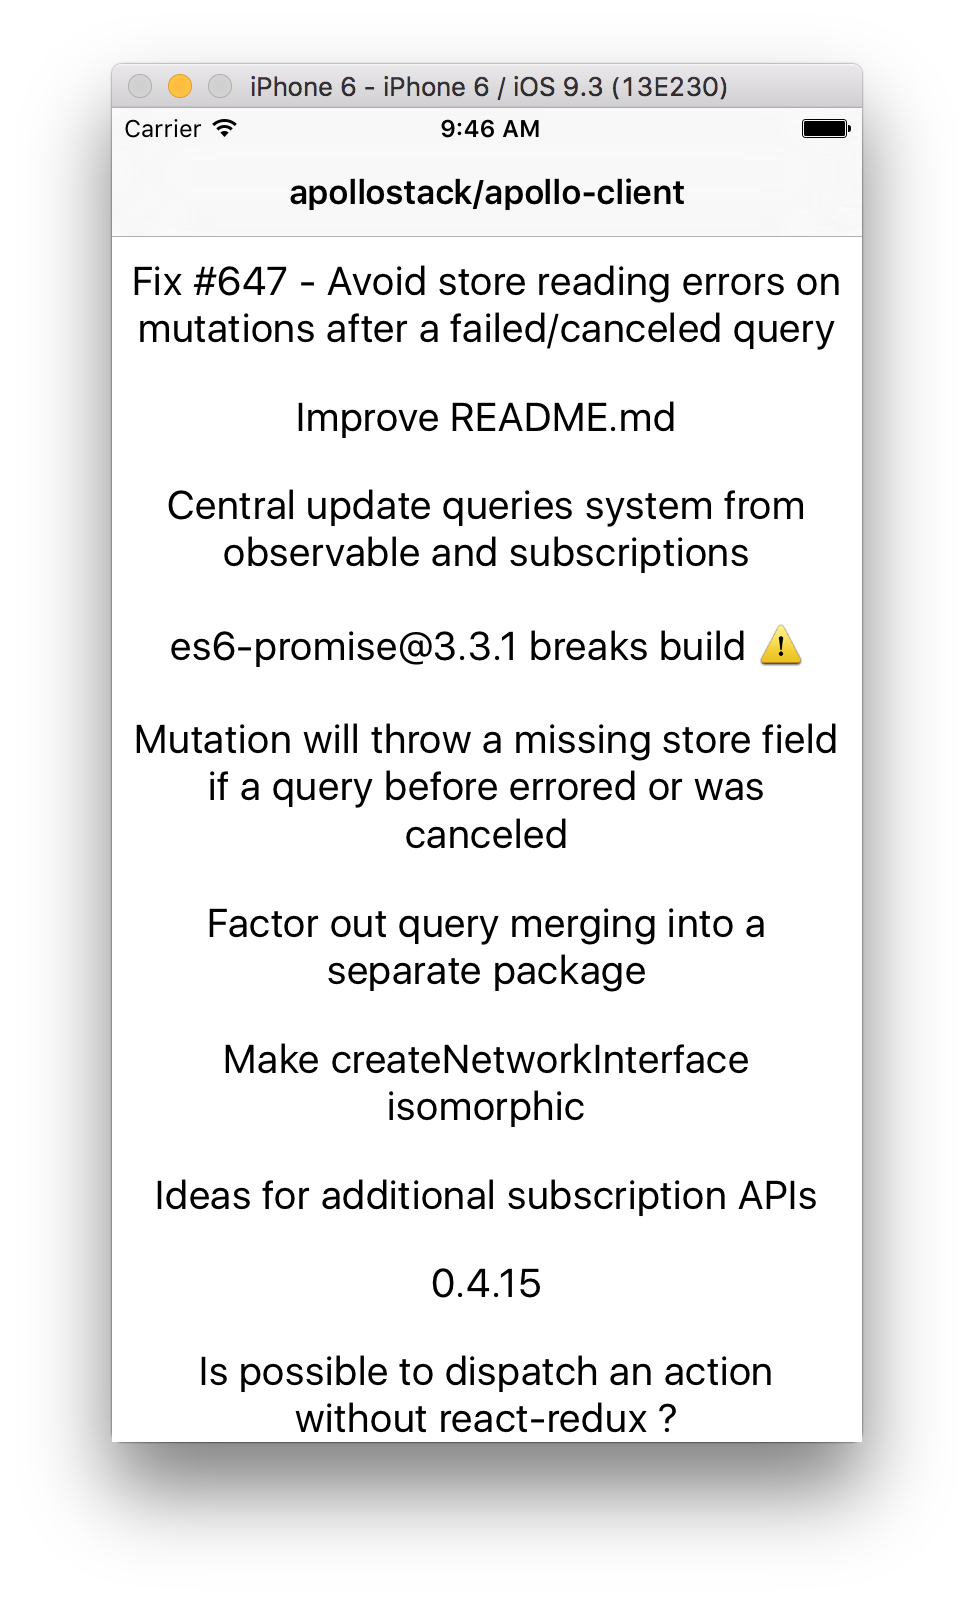 iPhone 6 - iPhone 6 / iOS 9.3 (13E230)
Carrier 9:46 AM
apollostack/apollo-client
Fix #647 - Avoid store reading errors on
mutations after a failed/canceled query
Improve README.md
Central update queries system from
observable and subscriptions
es6-promise@3.3.1 breaks build ⚠️
Mutation will throw a missing store field
if a query before errored or was
canceled
Factor out query merging into a
separate package
Make createNetworkInterface
isomorphic
Ideas for additional subscription APIs
0.4.15
Is possible to dispatch an action
without react-redux ?